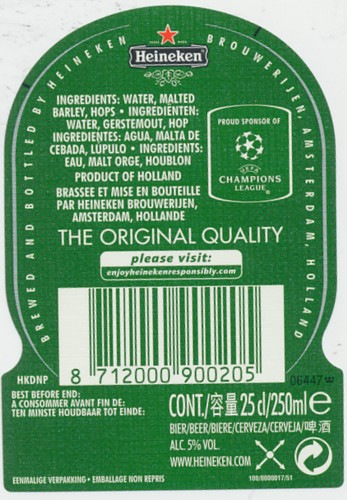 BREWED AND BOTTLED BY HEINEKEN BROUWERIJEN, AMSTERDAM, HOLLAND
Heineken
INGREDIENTS: WATER, MALTED
BARLEY, HOPS • INGREDIËNTEN:
WATER, GERSTEMOUT, HOP
INGREDIENTES: AGUA, MALTA DE
CEBADA, LÚPULO • INGRÉDIENTS:
EAU, MALT ORGE, HOUBLON
PRODUCT OF HOLLAND
BRASSEE ET MISE EN BOUTEILLE
PAR HEINEKEN BROUWERIJEN,
AMSTERDAM, HOLLANDE
PROUD SPONSOR OF
UEFA
CHAMPIONS
LEAGUE®
THE ORIGINAL QUALITY
please visit:
enjoyheinekenresponsibly.com
8 712000 900205
HKDNP
06447
BEST BEFORE END:
A CONSOMMER AVANT FIN DE:
TEN MINSTE HOUDBAAR TOT EINDE:
CONT./容量 25 cl/250ml e
BIER/BEER/BIERE/CERVEZA/CERVEJA/啤酒
ALC. 5% VOL.
WWW.HEINEKEN.COM
EENMALIGE VERPAKKING • EMBALLAGE NON REPRIS
100/0000017/51